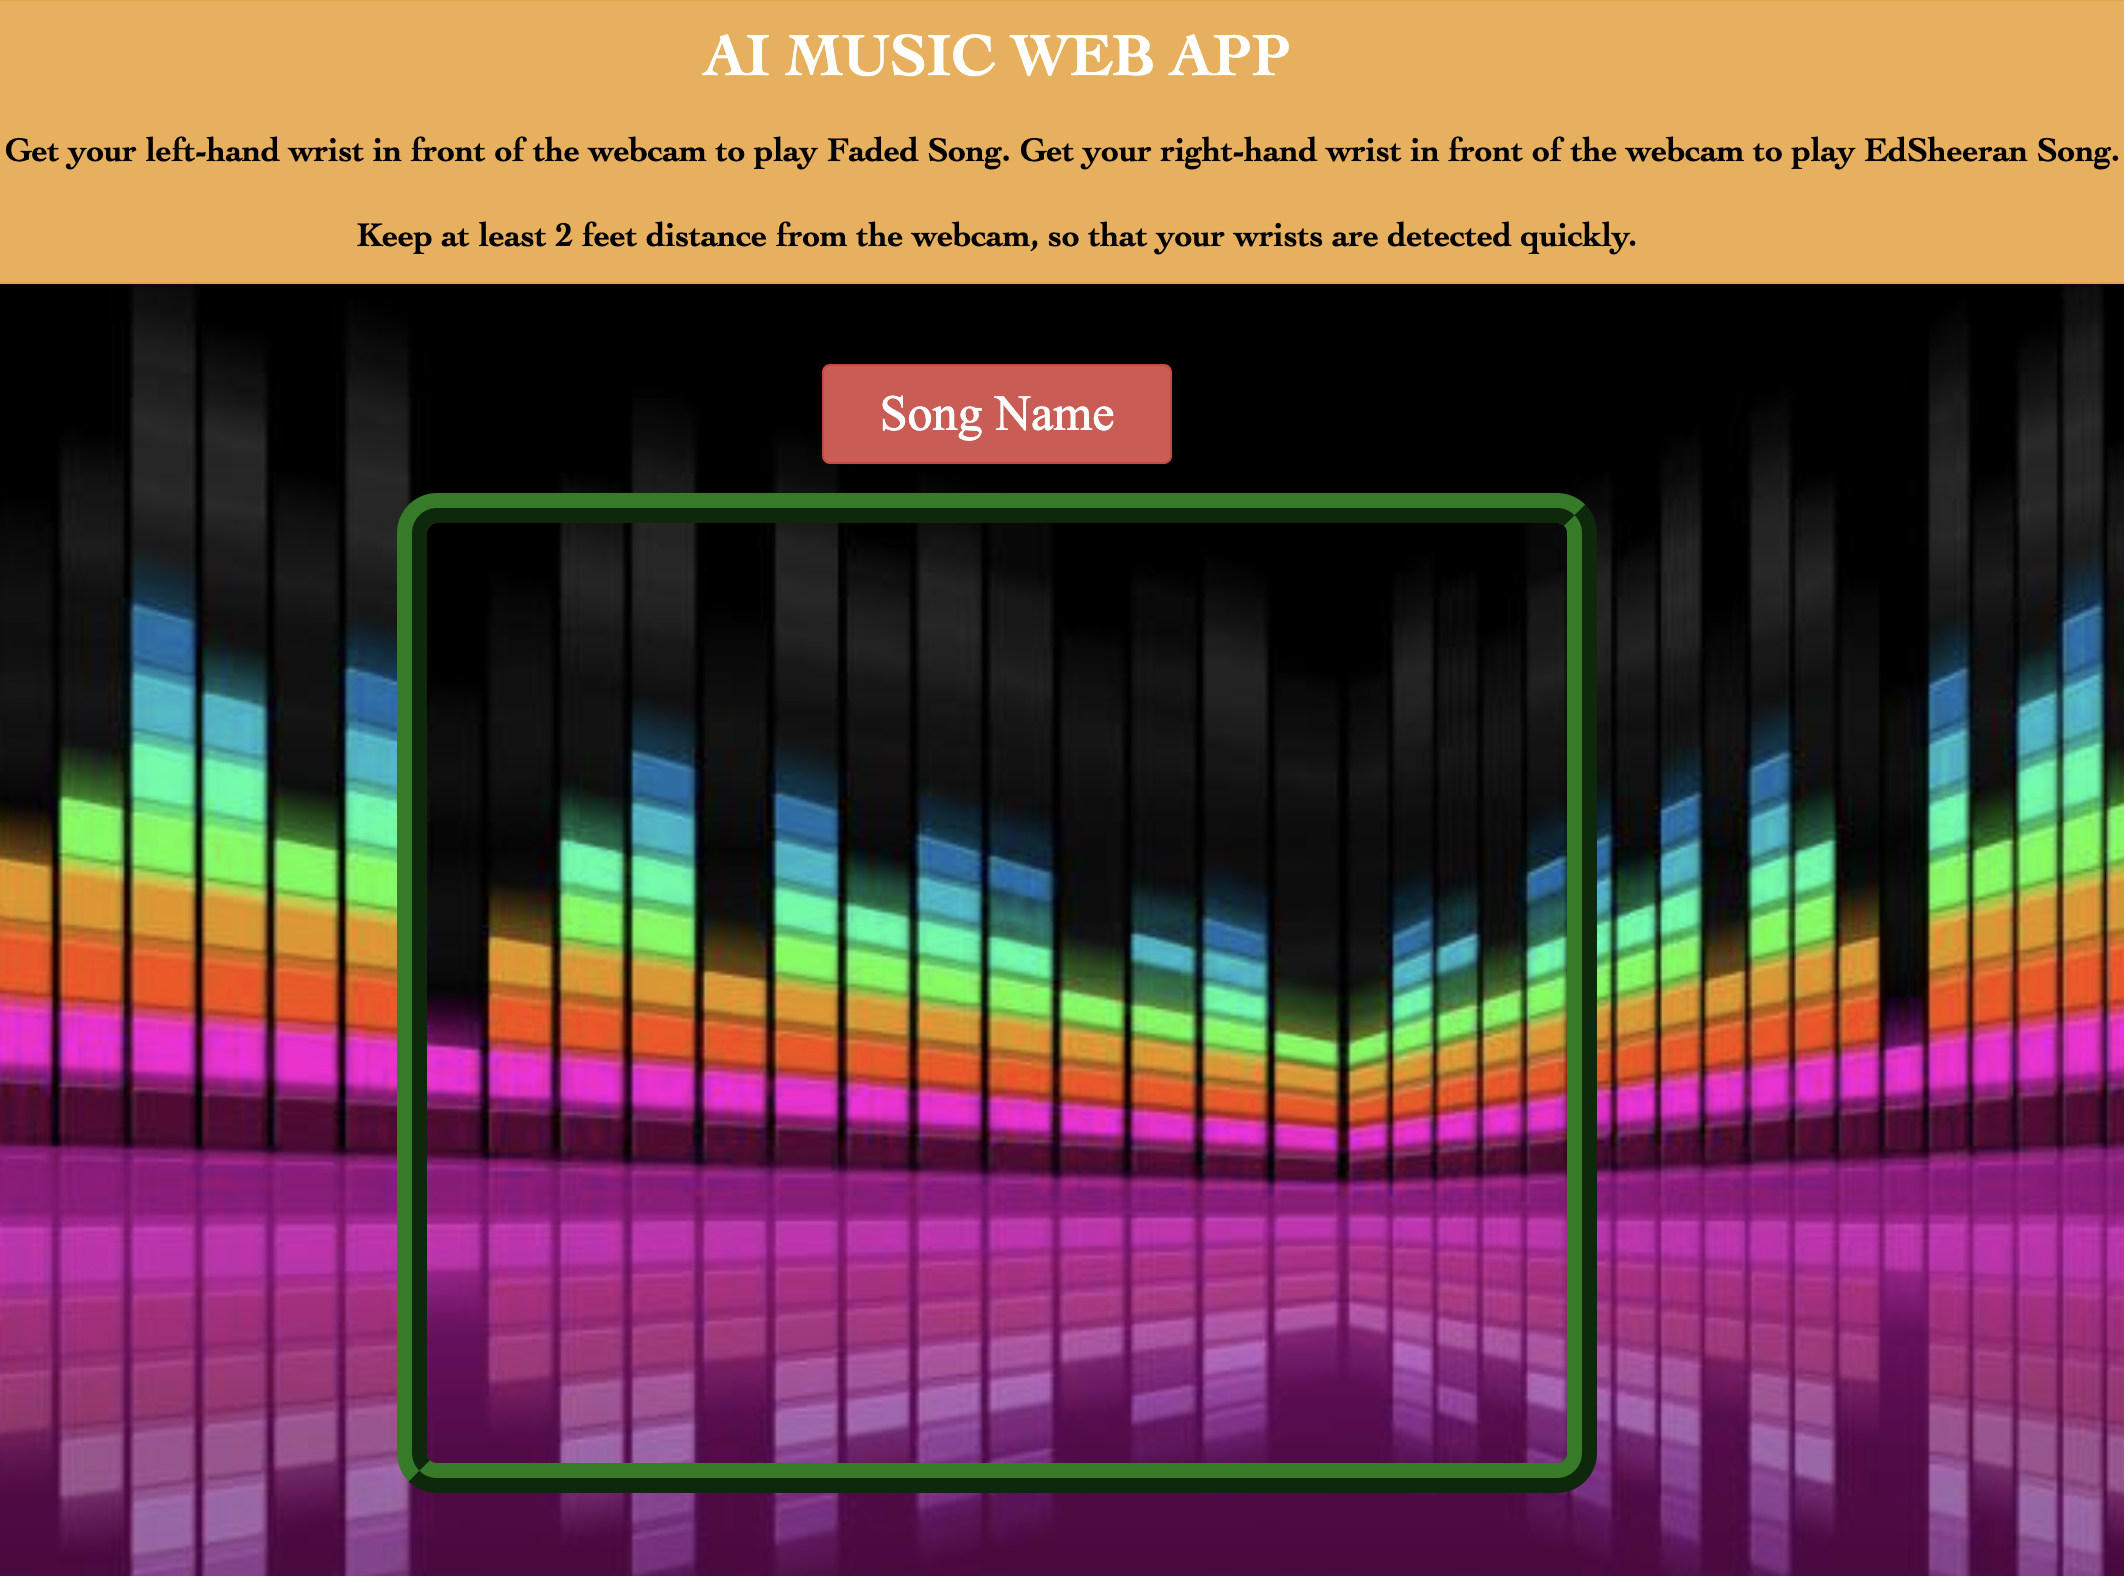 AI MUSIC WEB APP
Get your left-hand wrist in front of the webcam to play Faded Song. Get your right-hand wrist in front of the webcam to play EdSheeran Song.
Keep at least 2 feet distance from the webcam, so that your wrists are detected quickly.
Song Name